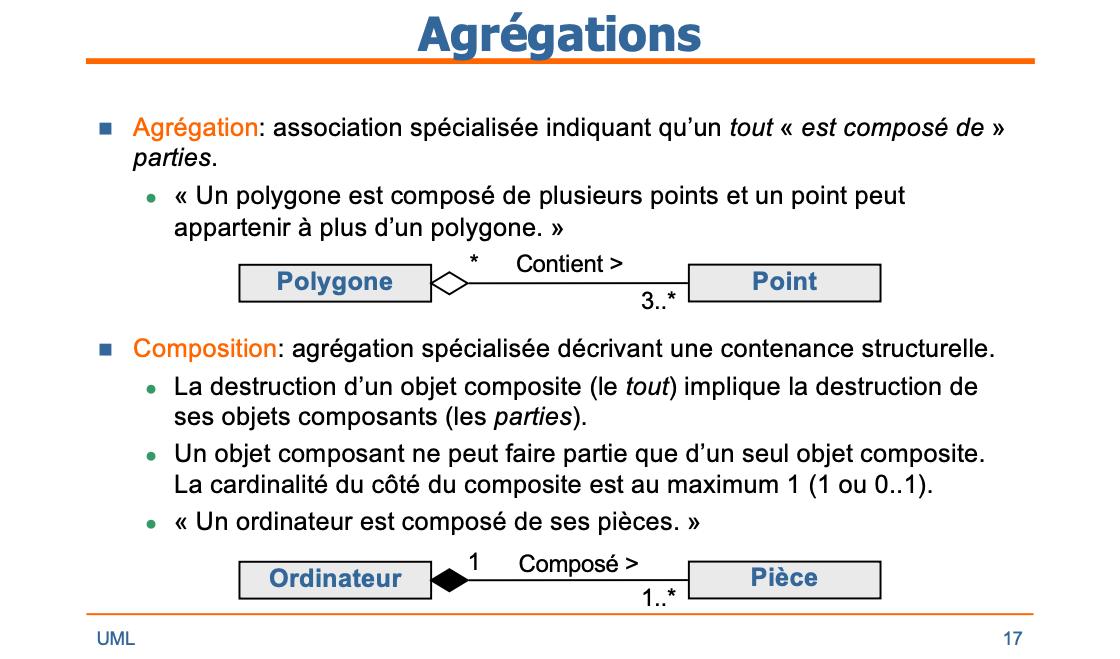 Agrégations
Agrégation: association spécialisée indiquant qu’un tout « est composé de »
parties.
« Un polygone est composé de plusieurs points et un point peut
appartenir à plus d’un polygone. »
Polygone
*
Contient >
3..*
Point
Composition: agrégation spécialisée décrivant une contenance structurelle.
La destruction d’un objet composite (le tout) implique la destruction de
ses objets composants (les parties).
Un objet composant ne peut faire partie que d’un seul objet composite.
La cardinalité du côté du composite est au maximum 1 (1 ou 0..1).
« Un ordinateur est composé de ses pièces. »
Ordinateur
1
Composé >
1..*
Pièce
UML
17